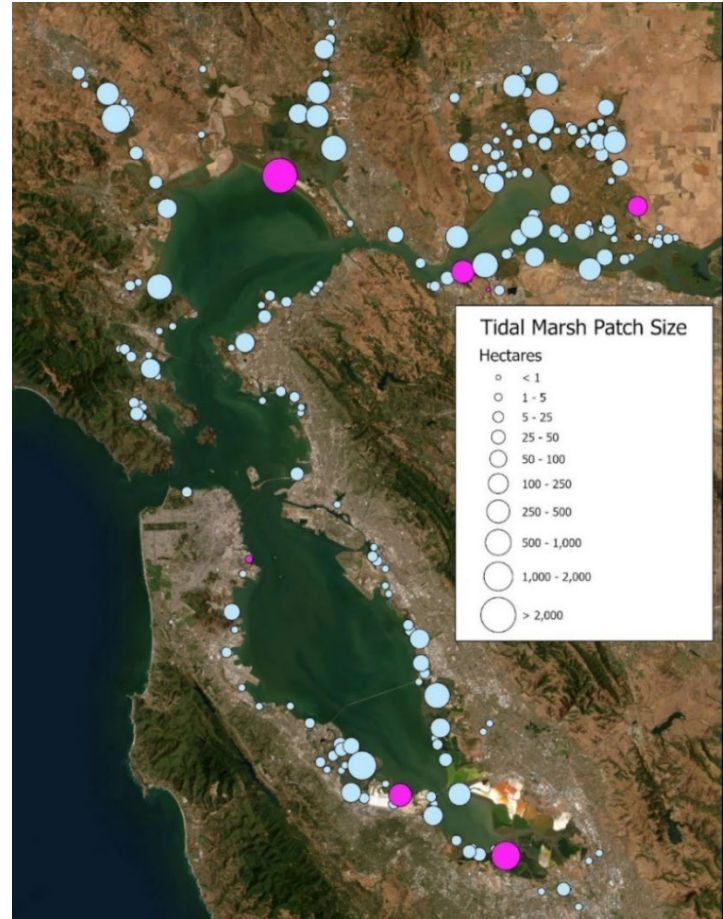 Tidal Marsh Patch Size
Hectares
< 1
1 - 5
5 - 25
25 - 50
50 - 100
100 - 250
250 - 500
500 - 1,000
1,000 - 2,000
> 2,000